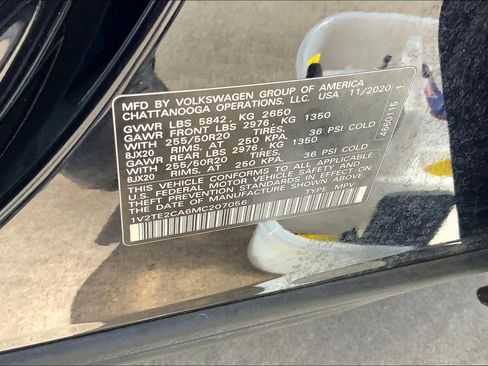 MFD BY VOLKSWAGEN GROUP OF AMERICA
CHATTANOOGA OPERATIONS, LLC. USA 11/2020
GVWR LBS 5842, KG 2650
GAWR FRONT LBS 2976, KG 1350
WITH 255/50R20 TIRES,
8JX20 RIMS, AT 250 KPA, 36 PSI COLD
GAWR REAR LBS 2976, KG 1350
WITH 255/50R20 TIRES,
8JX20 RIMS, AT 250 KPA, 36 PSI COLD
THIS VEHICLE CONFORMS TO ALL APPLICABLE
U.S. FEDERAL MOTOR VEHICLE SAFETY AND
THEFT PREVENTION STANDARDS IN EFFECT ON
THE DATE OF MANUFACTURE SHOWN ABOVE.
1V2TE2CA6MC207056 TYPE: MPV
4660115 1